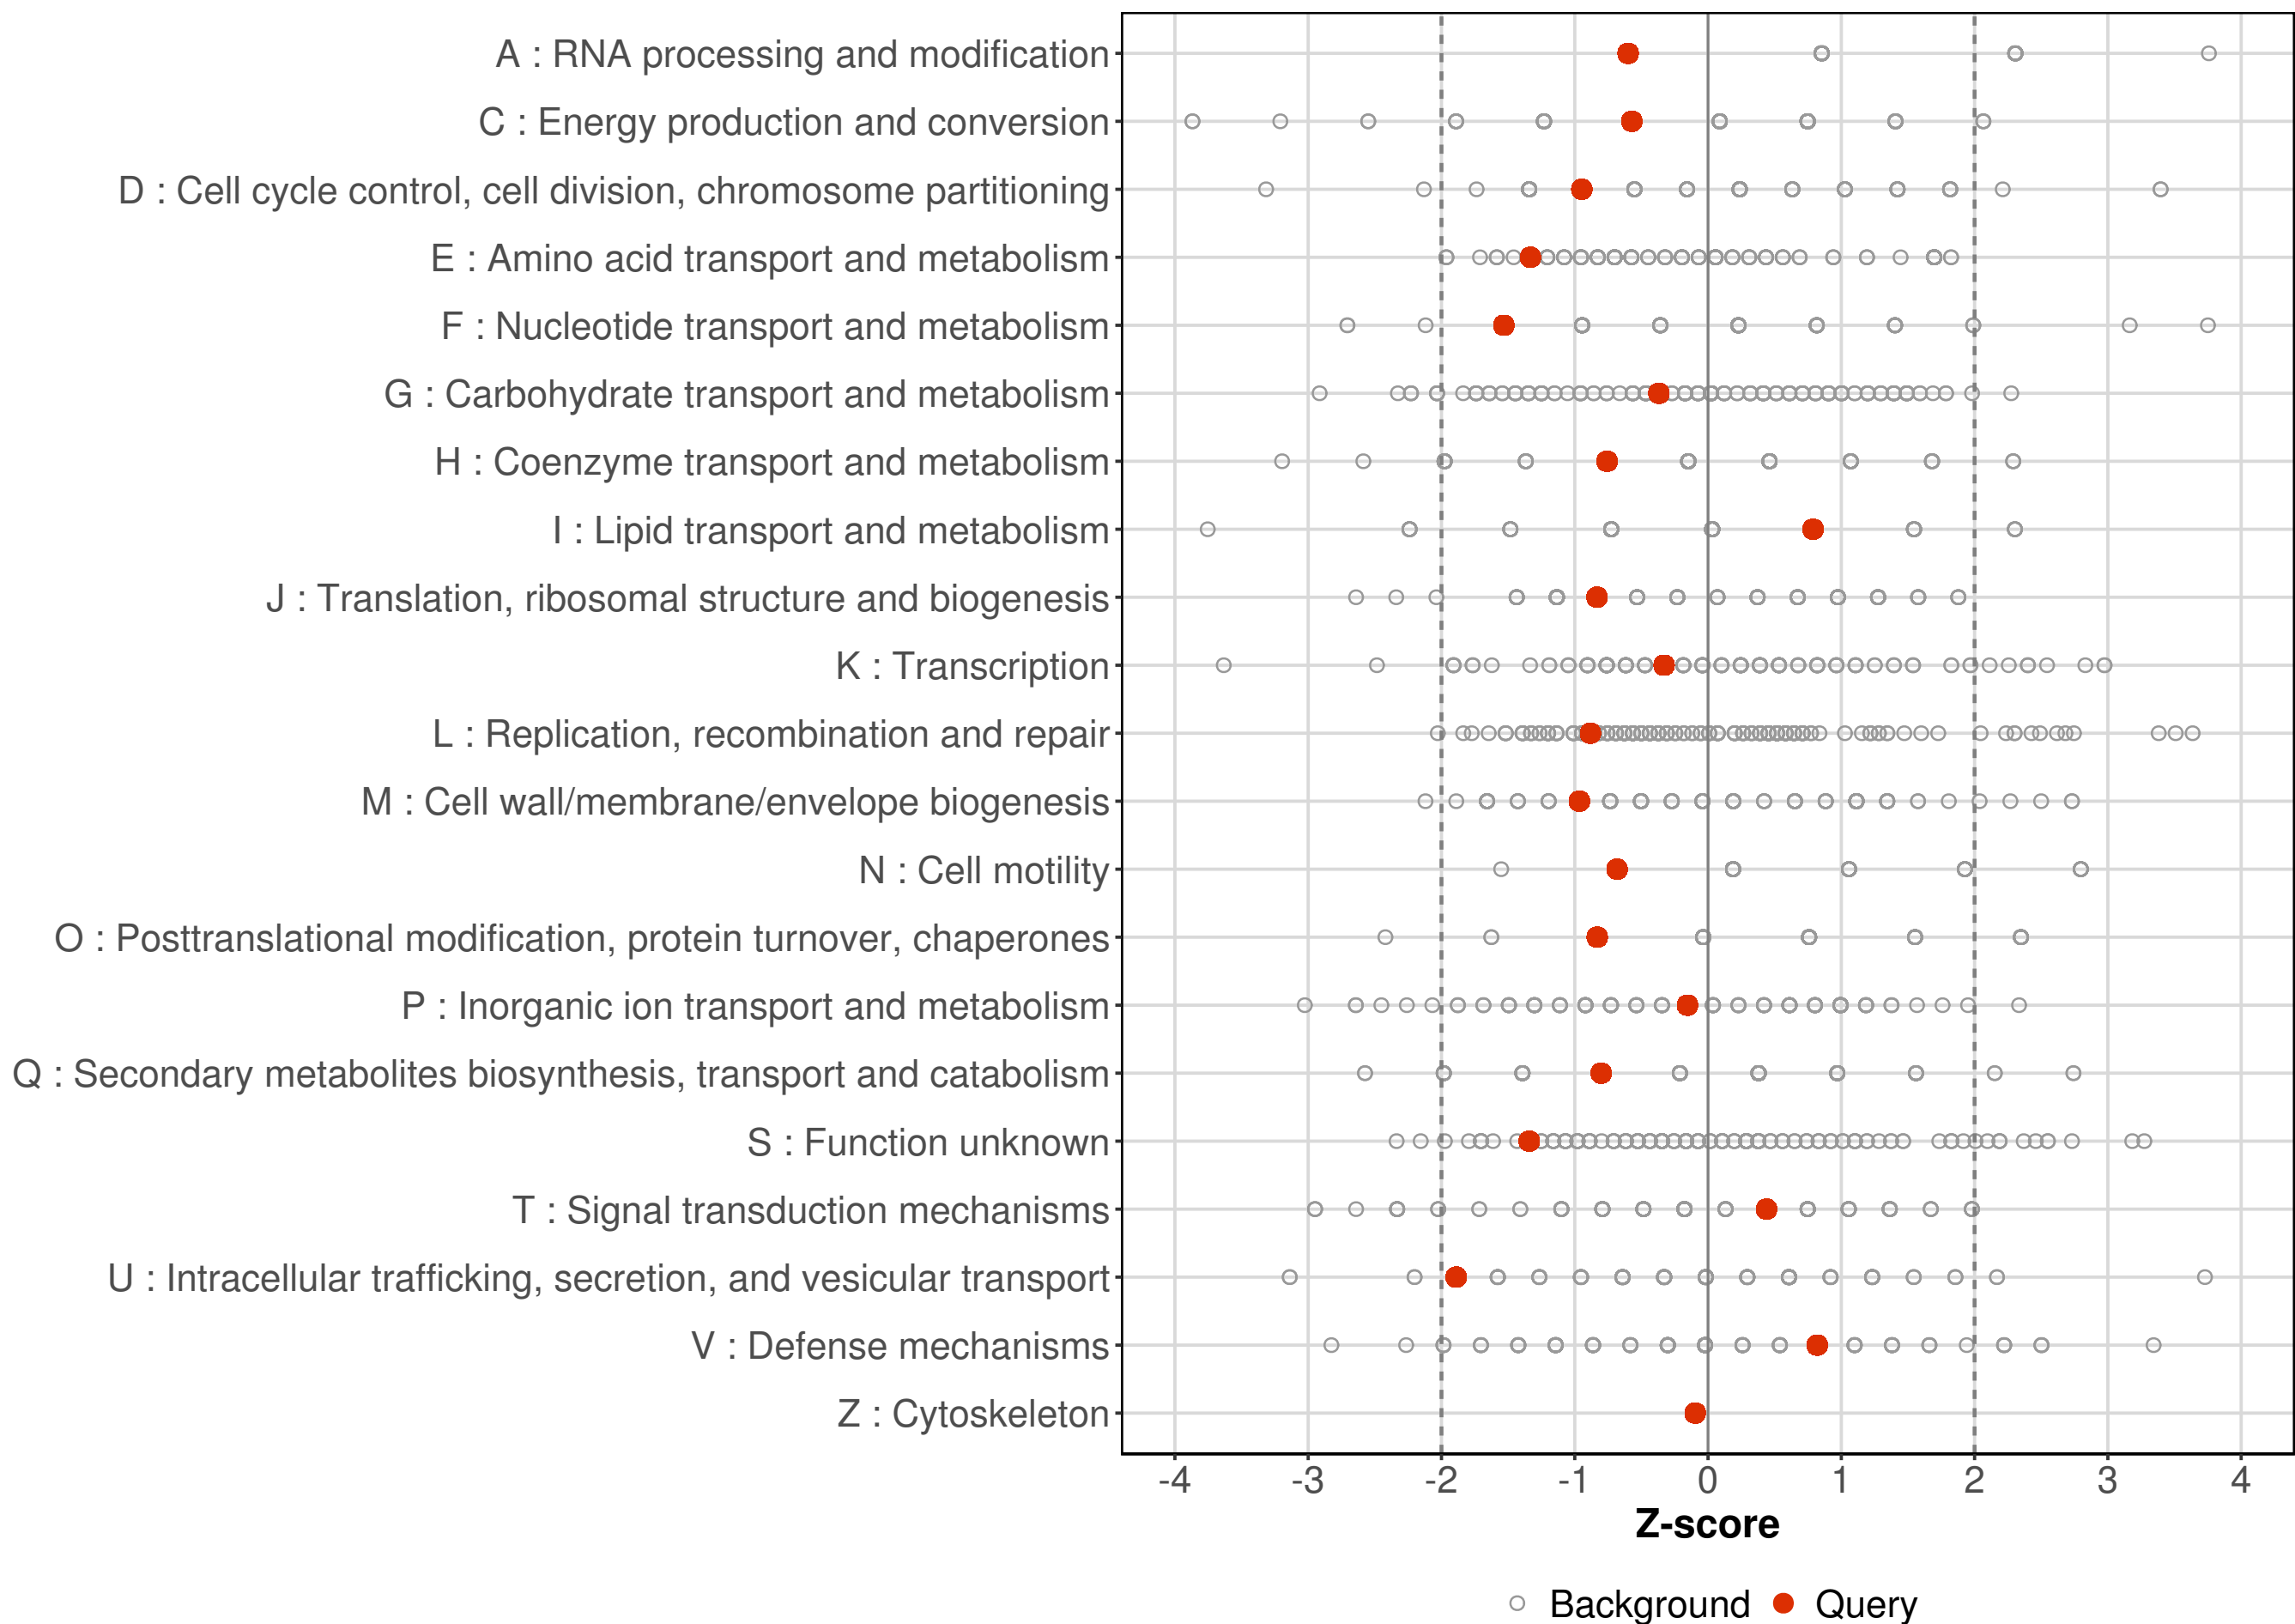 A : RNA processing and modification
C : Energy production and conversion
D : Cell cycle control, cell division, chromosome partitioning
E : Amino acid transport and metabolism
F : Nucleotide transport and metabolism
G : Carbohydrate transport and metabolism
H : Coenzyme transport and metabolism
I : Lipid transport and metabolism
J : Translation, ribosomal structure and biogenesis
K : Transcription
L : Replication, recombination and repair
M : Cell wall/membrane/envelope biogenesis
N : Cell motility
O : Posttranslational modification, protein turnover, chaperones
P : Inorganic ion transport and metabolism
Q : Secondary metabolites biosynthesis, transport and catabolism
S : Function unknown
T : Signal transduction mechanisms
U : Intracellular trafficking, secretion, and vesicular transport
V : Defense mechanisms
Z : Cytoskeleton
-4 -3 -2 -1 0 1 2 3 4
Z-score
Background Query